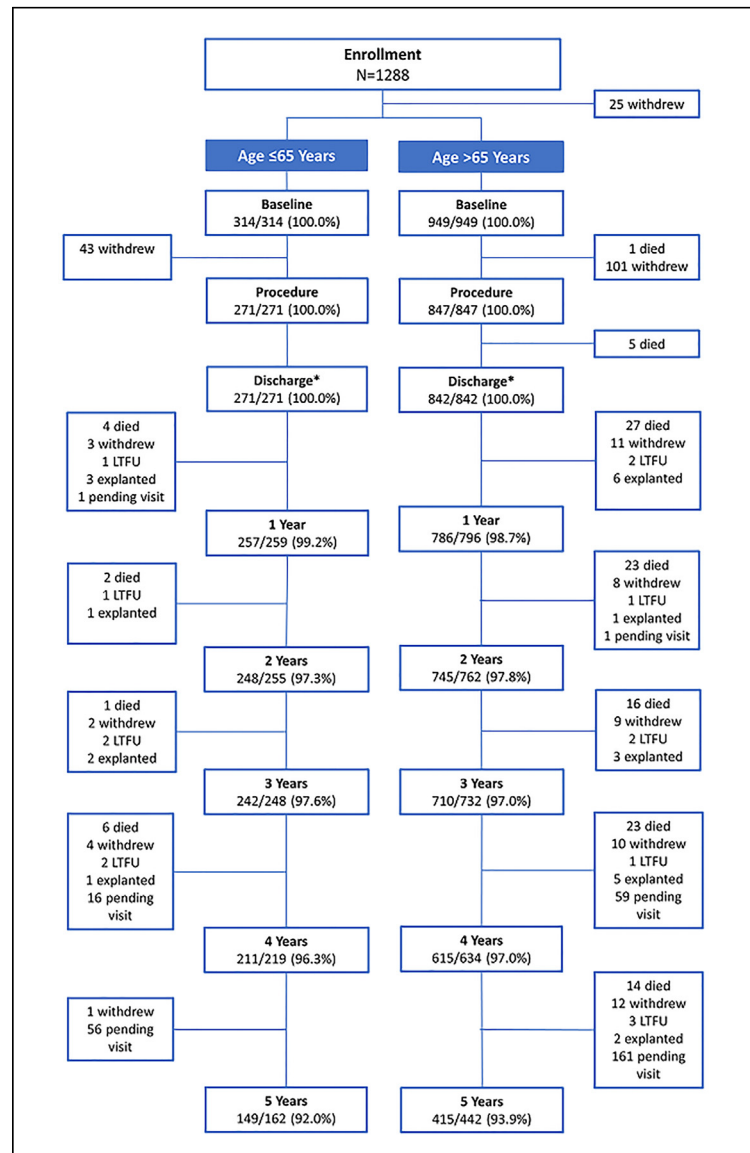 Enrollment
N=1288
25 withdrew
Age ≤65 Years
Age >65 Years
Baseline
314/314 (100.0%)
Baseline
949/949 (100.0%)
43 withdrew
1 died
101 withdrew
Procedure
271/271 (100.0%)
Procedure
847/847 (100.0%)
5 died
Discharge*
271/271 (100.0%)
Discharge*
842/842 (100.0%)
4 died
3 withdrew
1 LTFU
3 explanted
1 pending visit
27 died
11 withdrew
2 LTFU
6 explanted
1 Year
257/259 (99.2%)
1 Year
786/796 (98.7%)
2 died
1 LTFU
1 explanted
23 died
8 withdrew
1 LTFU
1 explanted
1 pending visit
2 Years
248/255 (97.3%)
2 Years
745/762 (97.8%)
1 died
2 withdrew
2 LTFU
2 explanted
16 died
9 withdrew
2 LTFU
3 explanted
3 Years
242/248 (97.6%)
3 Years
710/732 (97.0%)
6 died
4 withdrew
2 LTFU
1 explanted
16 pending
visit
23 died
10 withdrew
1 LTFU
5 explanted
59 pending
visit
4 Years
211/219 (96.3%)
4 Years
615/634 (97.0%)
1 withdrew
56 pending
visit
14 died
12 withdrew
3 LTFU
2 explanted
161 pending
visit
5 Years
149/162 (92.0%)
5 Years
415/442 (93.9%)